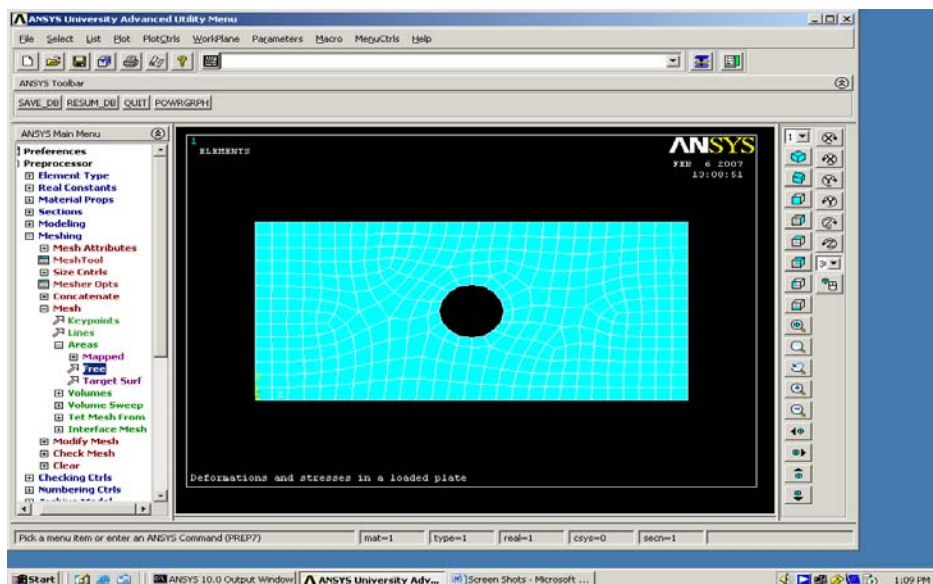 ANSYS University Advanced Utility Menu
File Select List Plot PlotCtrls WorkPlane Parameters Macro MenuCtrls Help
ANSYS Toolbar
SAVE_DB RESUM_DB QUIT POWRGRPH
ANSYS Main Menu
Preferences
Preprocessor
Element Type
Real Constants
Material Props
Sections
Modeling
Meshing
Mesh Attributes
MeshTool
Size Cntrls
Mesher Opts
Concatenate
Mesh
Keypoints
Lines
Areas
Mapped
Free
Target Surf
Volumes
Volume Sweep
Tet Mesh From
Interface Mesh
Modify Mesh
Check Mesh
Clear
Checking Ctrls
Numbering Ctrls
1
ELEMENTS
ANSYS
FEB 6 2007
Deformations and stresses in a loaded plate
1
3
Pick a menu item or enter an ANSYS Command (PREP7)
mat=1 type=1 real=1 csys=0 secn=1
Start ANSYS 10.0 Output Window ANSYS University Adv... Screen Shots - Microsoft ... 1:09 PM